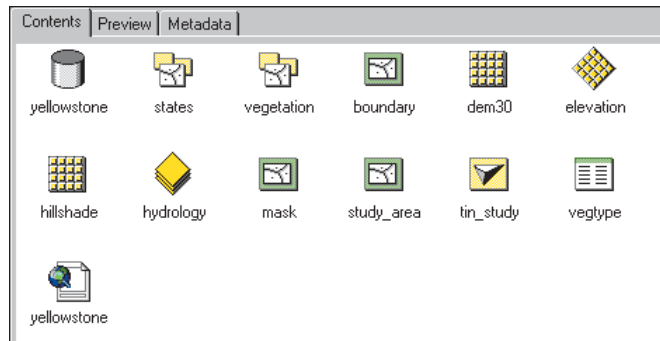 Contents Preview Metadata
yellowstone states vegetation boundary dem30 elevation
hillshade hydrology mask study_area tin_study vegtype
yellowstone